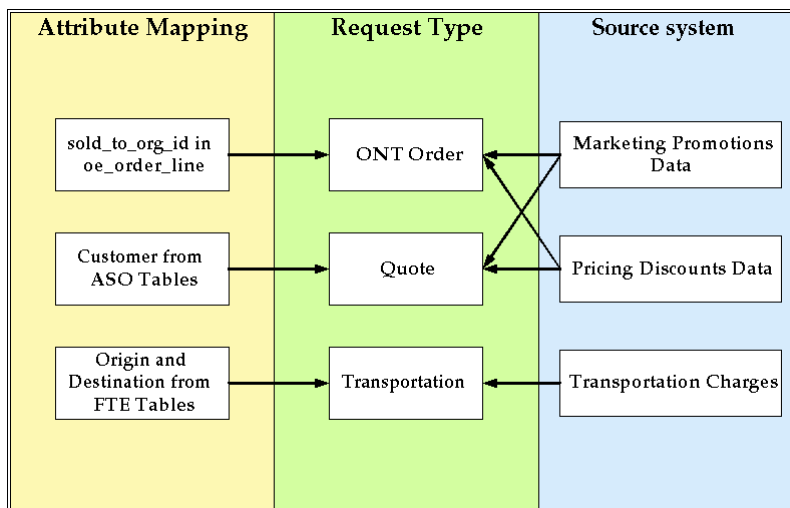 Attribute Mapping
Request Type
Source system
sold_to_org_id in
oe_order_line
ONT Order
Marketing Promotions
Data
Customer from
ASO Tables
Quote
Pricing Discounts Data
Origin and
Destination from
FTE Tables
Transportation
Transportation Charges